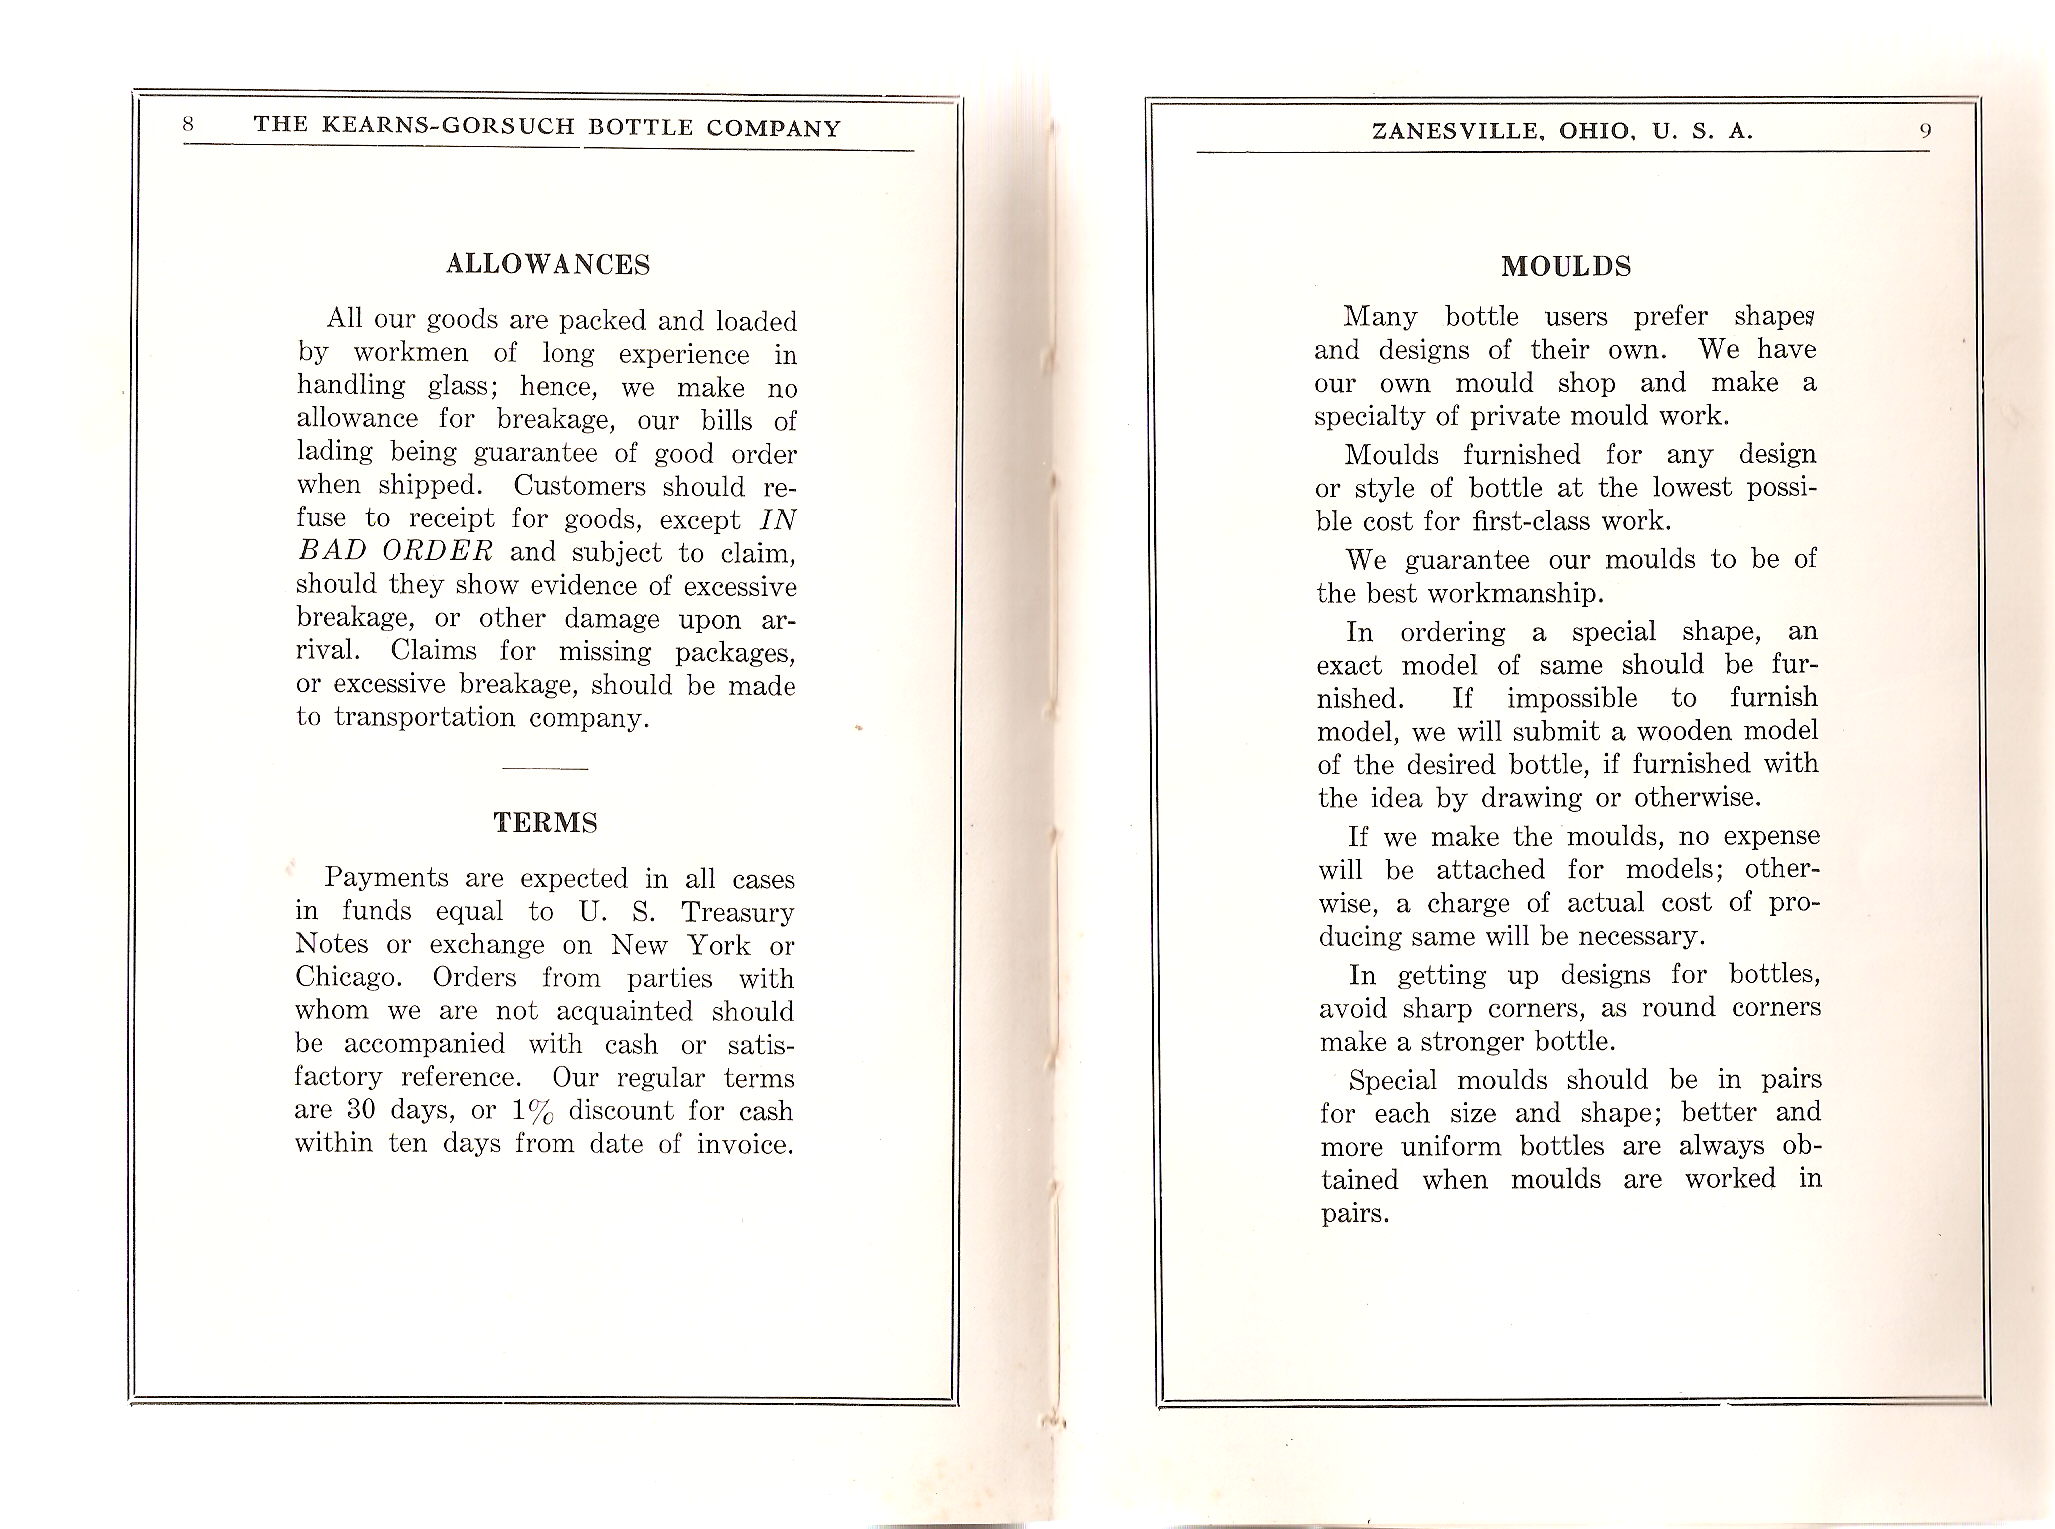 8 THE KEARNS-GORSUCH BOTTLE COMPANY
ALLOWANCES
All our goods are packed and loaded
by workmen of long experience in
handling glass; hence, we make no
allowance for breakage, our bills of
lading being guarantee of good order
when shipped. Customers should re-
fuse to receipt for goods, except IN
BAD ORDER and subject to claim,
should they show evidence of excessive
breakage, or other damage upon ar-
rival. Claims for missing packages,
or excessive breakage, should be made
to transportation company.
TERMS
Payments are expected in all cases
in funds equal to U. S. Treasury
Notes or exchange on New York or
Chicago. Orders from parties with
whom we are not acquainted should
be accompanied with cash or satis-
factory reference. Our regular terms
are 30 days, or 1% discount for cash
within ten days from date of invoice.
ZANESVILLE, OHIO, U. S. A. 9
MOULDS
Many bottle users prefer shapes
and designs of their own. We have
our own mould shop and make a
specialty of private mould work.
Moulds furnished for any design
or style of bottle at the lowest possi-
ble cost for first-class work.
We guarantee our moulds to be of
the best workmanship.
In ordering a special shape, an
exact model of same should be fur-
nished. If impossible to furnish
model, we will submit a wooden model
of the desired bottle, if furnished with
the idea by drawing or otherwise.
If we make the moulds, no expense
will be attached for models; other-
wise, a charge of actual cost of pro-
ducing same will be necessary.
In getting up designs for bottles,
avoid sharp corners, as round corners
make a stronger bottle.
Special moulds should be in pairs
for each size and shape; better and
more uniform bottles are always ob-
tained when moulds are worked in
pairs.